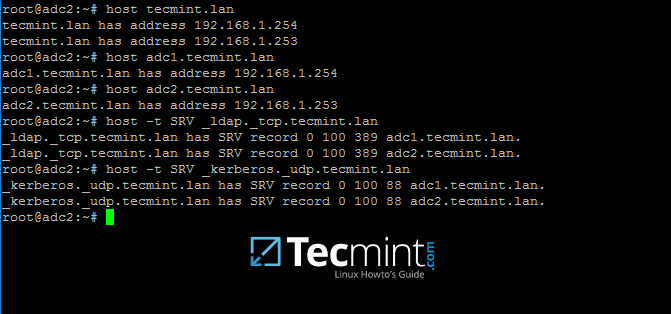 root@adc2:~# host tecmint.lan
tecmint.lan has address 192.168.1.254
tecmint.lan has address 192.168.1.253
root@adc2:~# host adc1.tecmint.lan
adc1.tecmint.lan has address 192.168.1.254
root@adc2:~# host adc2.tecmint.lan
adc2.tecmint.lan has address 192.168.1.253
root@adc2:~# host -t SRV _ldap._tcp.tecmint.lan
_ldap._tcp.tecmint.lan has SRV record 0 100 389 adc1.tecmint.lan.
_ldap._tcp.tecmint.lan has SRV record 0 100 389 adc2.tecmint.lan.
root@adc2:~# host -t SRV _kerberos._udp.tecmint.lan
_kerberos._udp.tecmint.lan has SRV record 0 100 88 adc1.tecmint.lan.
_kerberos._udp.tecmint.lan has SRV record 0 100 88 adc2.tecmint.lan.
root@adc2:~#
Tecmint.com
Linux Howto's Guide